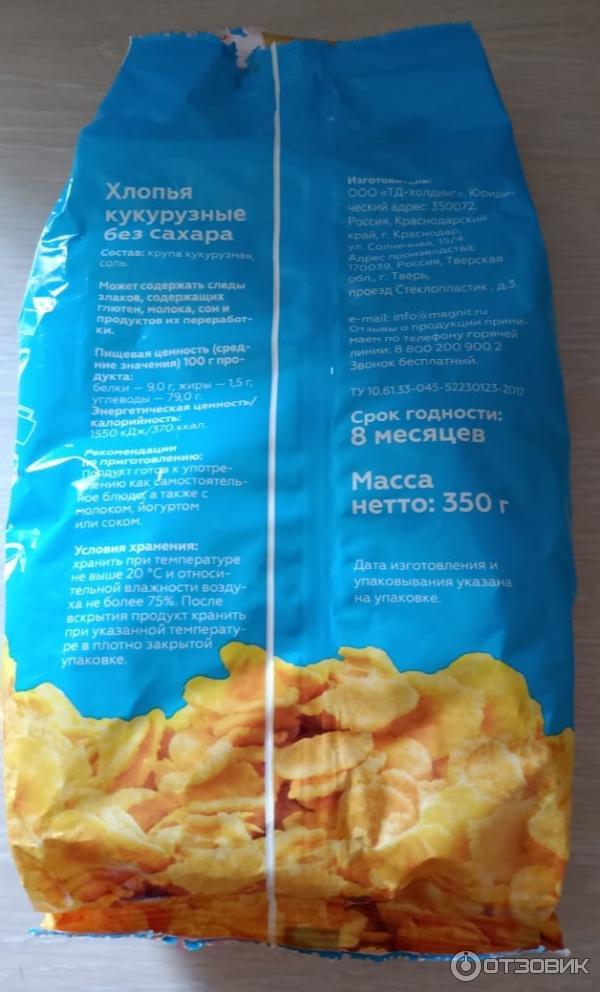 Хлопья
кукурузные
без сахара
Состав: крупа кукурузная,
соль.
Может содержать следы
злаков, содержащих
глютен, молока, сои и
продуктов их переработ-
ки.
Пищевая ценность (сред-
ние значения) 100 г про-
дукта:
белки — 9,0 г, жиры — 1,5 г,
углеводы — 79,0 г.
Энергетическая ценность/
калорийность:
1550 кДж/370 ккал.
Рекомендации
по приготовлению:
Продукт готов к употре-
лению как самостоятель-
ное блюдо, а также с
молоком, йогуртом
или соком.
Условия хранения:
хранить при температуре
не выше 20 °С и относи-
тельной влажности возду-
ха не более 75%. После
вскрытия продукт хранить
при указанной температу-
ре в плотно закрытой
упаковке.
Изготовитель:
ООО «ТД-холдинг». Юриди-
ческий адрес: 350072,
Россия, Краснодарский
край, г. Краснодар,
ул. Солнечная, 15/4.
Адрес производства:
170039, Россия, Тверская
обл., г. Тверь,
проезд Стеклопластик , д.3.
e-mail: info@magnit.ru
Отзывы о продукции прини-
маем по телефону горячей
линии: 8 800 200 900 2
Звонок бесплатный.
ТУ 10.61.33-045-52230123-2017
Срок годности:
8 месяцев
Масса
нетто: 350 г
Дата изготовления и
упаковывания указана
на упаковке.
ОТЗОВИК